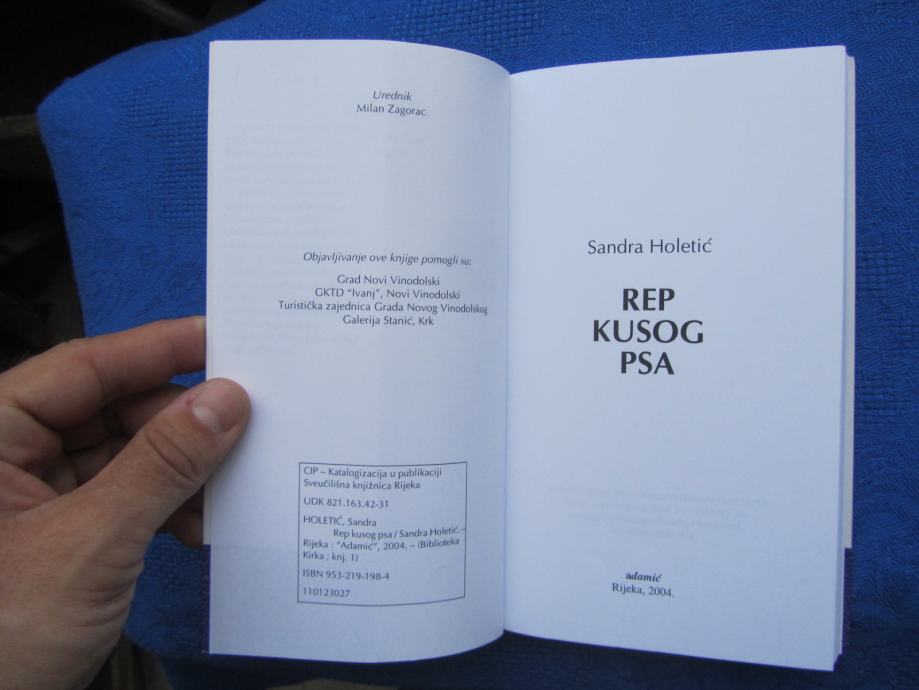 Urednik
Milan Zagorac
Objavljivanje ove knjige pomogli su:
Grad Novi Vinodolski
GKTD "Ivanj", Novi Vinodolski
Turistička zajednica Grada Novog Vinodolskog
Galerija Stanić, Krk
CIP – Katalogizacija u publikaciji
Sveučilišna knjižnica Rijeka
UDK 821.163.42-31
HOLETIĆ, Sandra
Rep kusog psa / Sandra Holetić. –
Rijeka : "Adamić", 2004. – (Biblioteka
Kirka ; knj. 1)
ISBN 953-219-198-4
110123027
Sandra Holetić
REP
KUSOG
PSA
adamić
Rijeka, 2004.